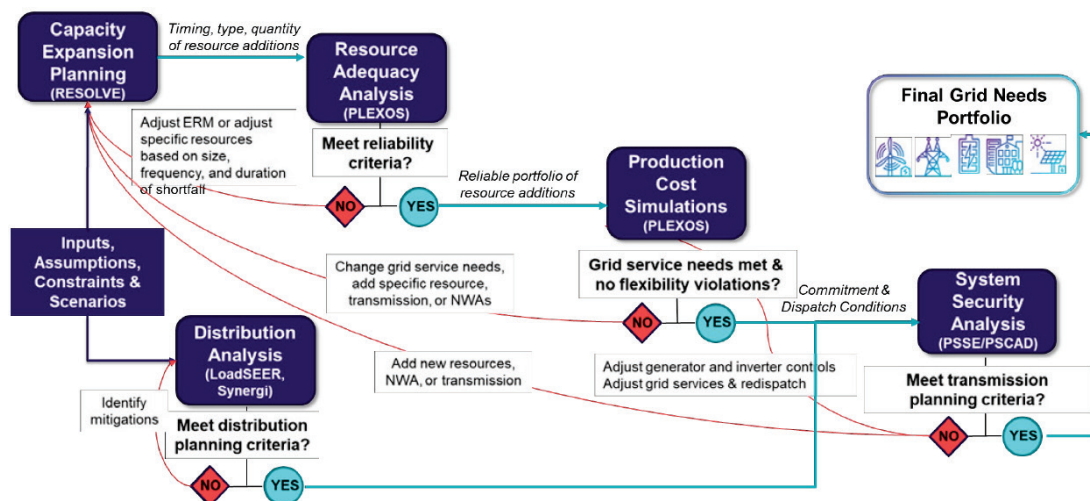 Capacity
Expansion
Planning
(RESOLVE)
Timing, type, quantity
of resource additions
Resource
Adequacy
Analysis
(PLEXOS)
Adjust ERM or adjust
specific resources
based on size,
frequency, and duration
of shortfall
Meet reliability
criteria?
NO
YES
Reliable portfolio of
resource additions
Production
Cost
Simulations
(PLEXOS)
Final Grid Needs
Portfolio
Inputs,
Assumptions,
Constraints &
Scenarios
Change grid service needs,
add specific resource,
transmission, or NWAs
Grid service needs met &
no flexibility violations?
NO
YES
Commitment &
Dispatch Conditions
System
Security
Analysis
(PSSE/PSCAD)
Distribution
Analysis
(LoadSEER,
Synergi)
Add new resources,
NWA, or transmission
Adjust generator and inverter controls
Adjust grid services & redispatch
Meet transmission
planning criteria?
NO
YES
Identify
mitigations
Meet distribution
planning criteria?
NO
YES